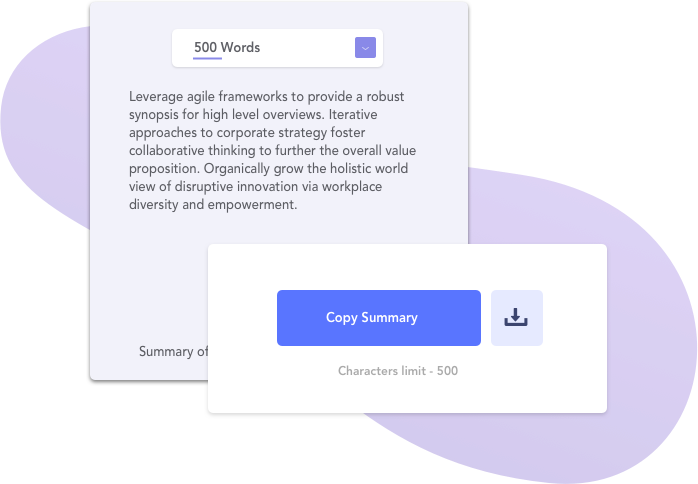 500 Words
Leverage agile frameworks to provide a robust
synopsis for high level overviews. Iterative
approaches to corporate strategy foster
collaborative thinking to further the overall value
proposition. Organically grow the holistic world
view of disruptive innovation via workplace
diversity and empowerment.
Summary of
Copy Summary
Characters limit - 500